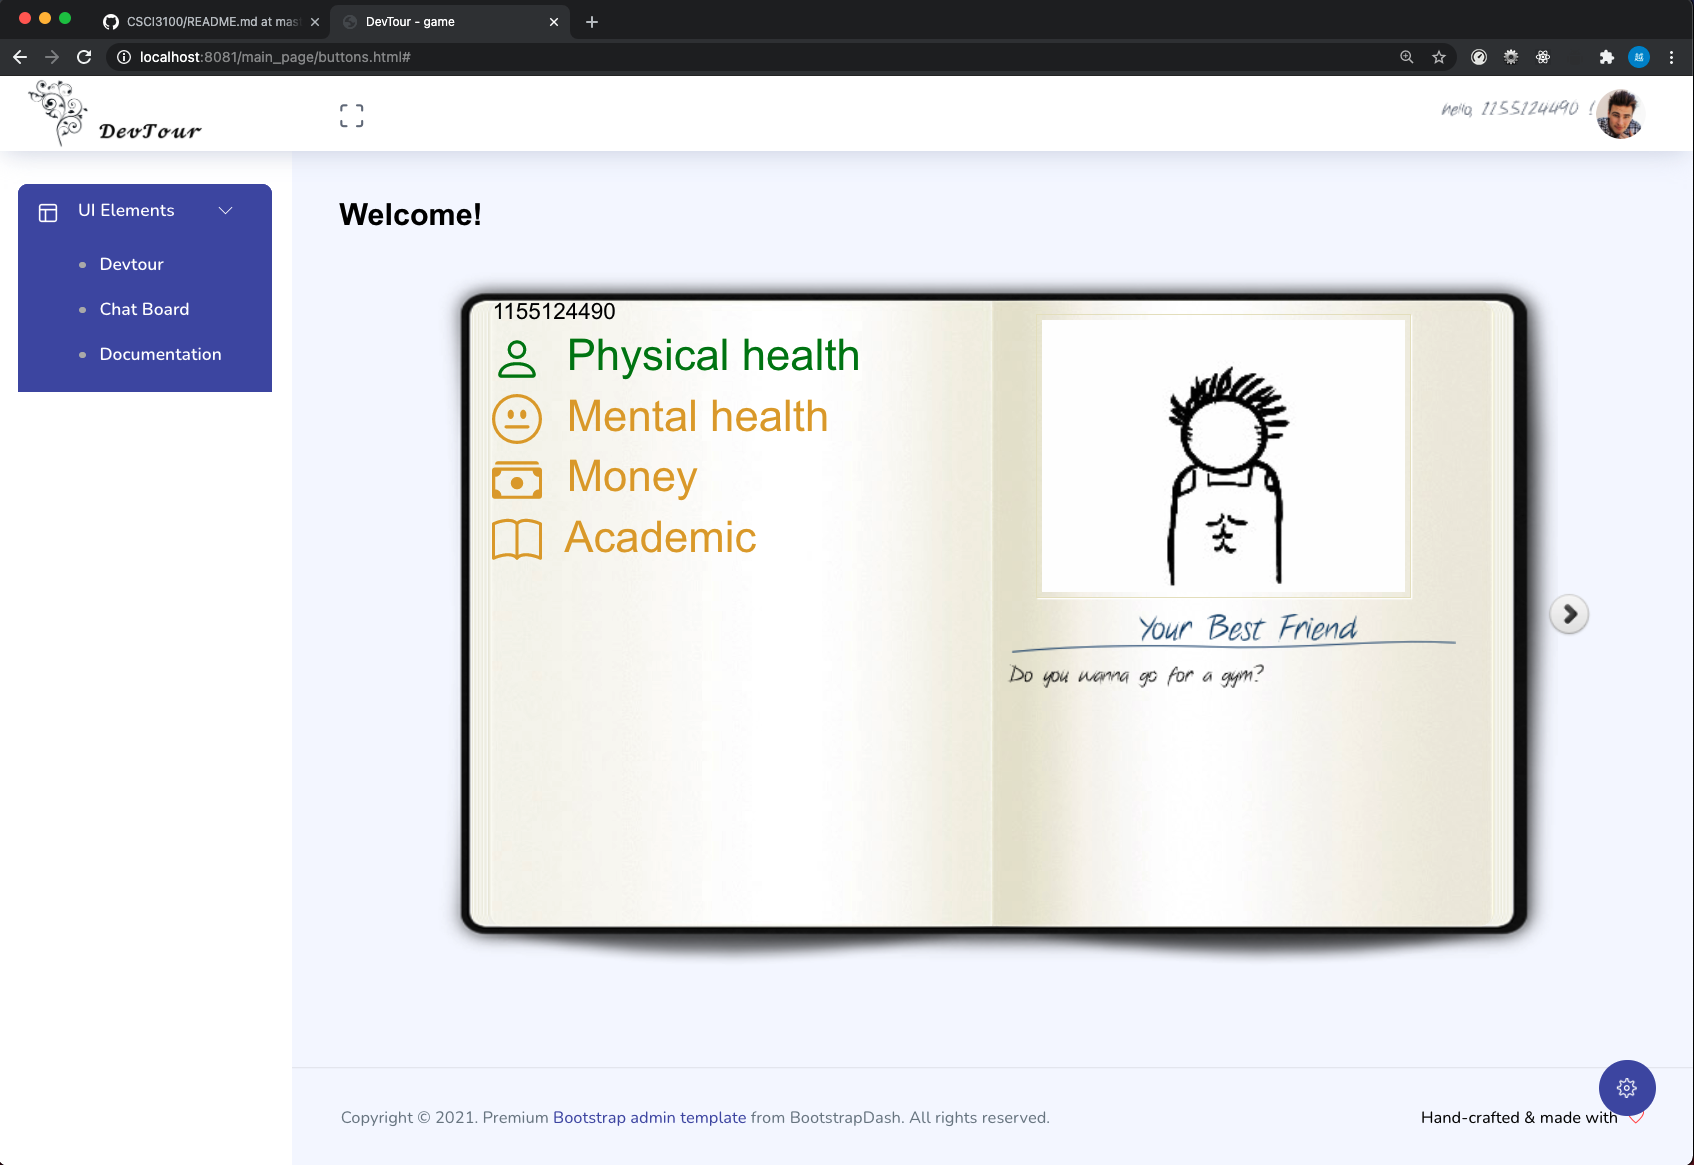 CSCI3100/README.md at mas
DevTour - game
localhost:8081/main_page/buttons.html#
DevTour
hello, 1155124490 !
UI Elements
Devtour
Chat Board
Documentation
Welcome!
1155124490
Physical health
Mental health
Money
Academic
Your Best Friend
Do you wanna go for a gym?
Copyright © 2021. Premium Bootstrap admin template from BootstrapDash. All rights reserved.
Hand-crafted & made with